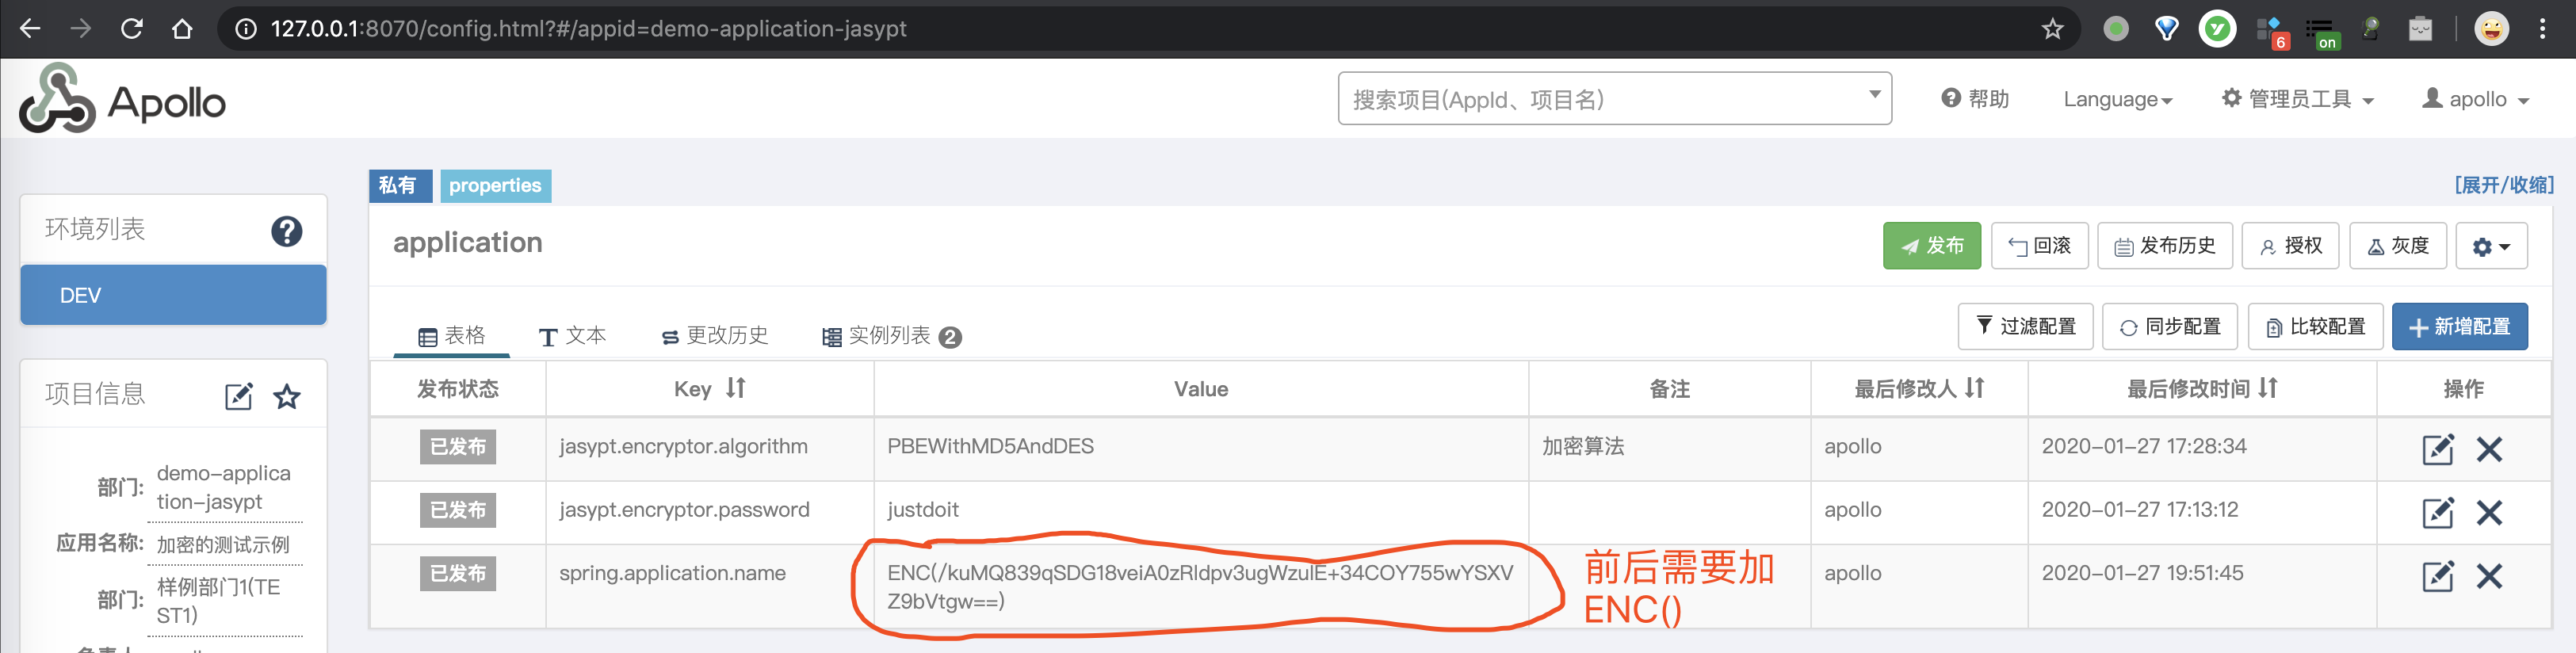 127.0.0.1:8070/config.html?#/appid=demo-application-jasypt
6
on
Apollo
搜索项目(AppId、项目名)
帮助
Language
管理员工具
apollo
环境列表
DEV
项目信息
部门:
demo-applica
tion-jasypt
应用名称:
加密的测试示例
部门:
样例部门1(TE
ST1)
私有
properties
[展开/收缩]
application
发布
回滚
发布历史
授权
灰度
表格
文本
更改历史
实例列表 2
过滤配置
同步配置
比较配置
新增配置
发布状态 Key Value 备注 最后修改人 最后修改时间 操作
已发布 jasypt.encryptor.algorithm PBEWithMD5AndDES 加密算法 apollo 2020-01-27 17:28:34
已发布 jasypt.encryptor.password justdoit apollo 2020-01-27 17:13:12
已发布 spring.application.name ENC(/kuMQ839qSDG18veiA0zRldpv3ugWzulE+34COY755wYSXV apollo 2020-01-27 19:51:45
Z9bVtgw==)
前后需要加
ENC()